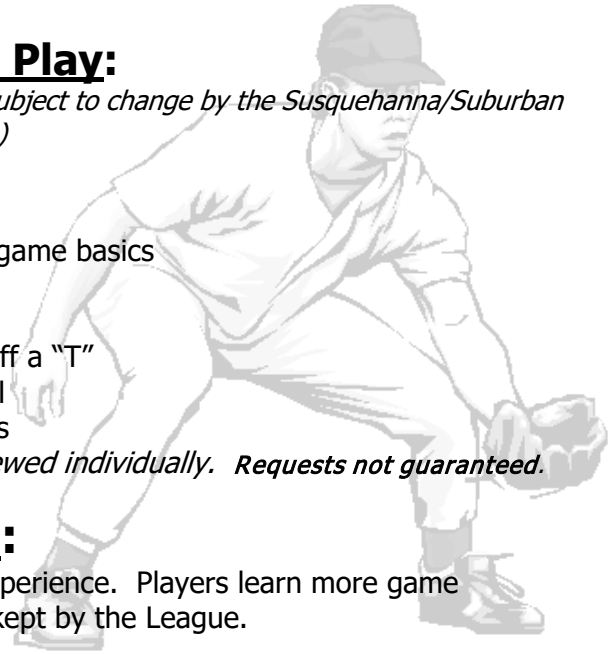 Play:
ubject to change by the Susquehanna/Suburban
)
game basics
ff a “T”
l
s
ewed individually.  Requests not guaranteed.
:
perience.  Players learn more game
kept by the League.